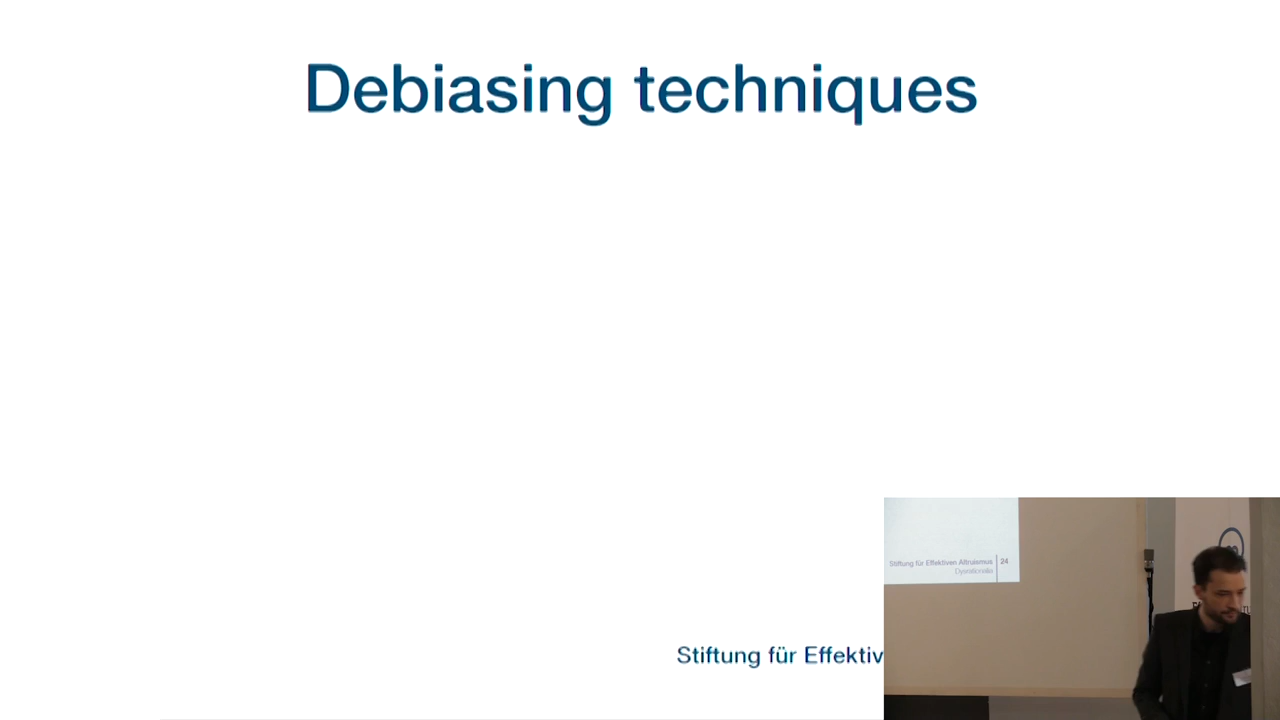 Debiasing techniques
Stiftung für Effektiv
Stiftung für Effektiven Altruismus
24